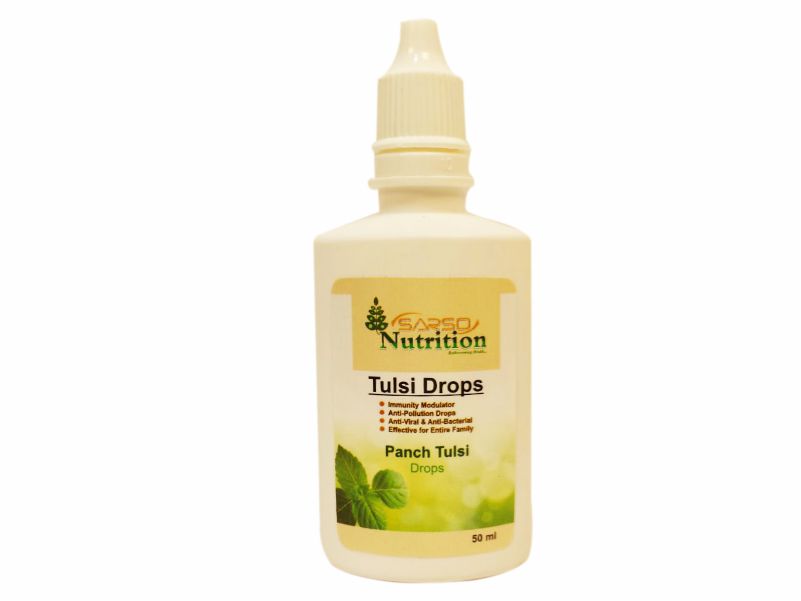 SARSO
Nutrition
Tulsi Drops
Immunity Modulator
Anti-Pollution Drops
Anti-Viral & Anti-Bacterial
Effective for Entire Family
Panch Tulsi
Drops
50 ml